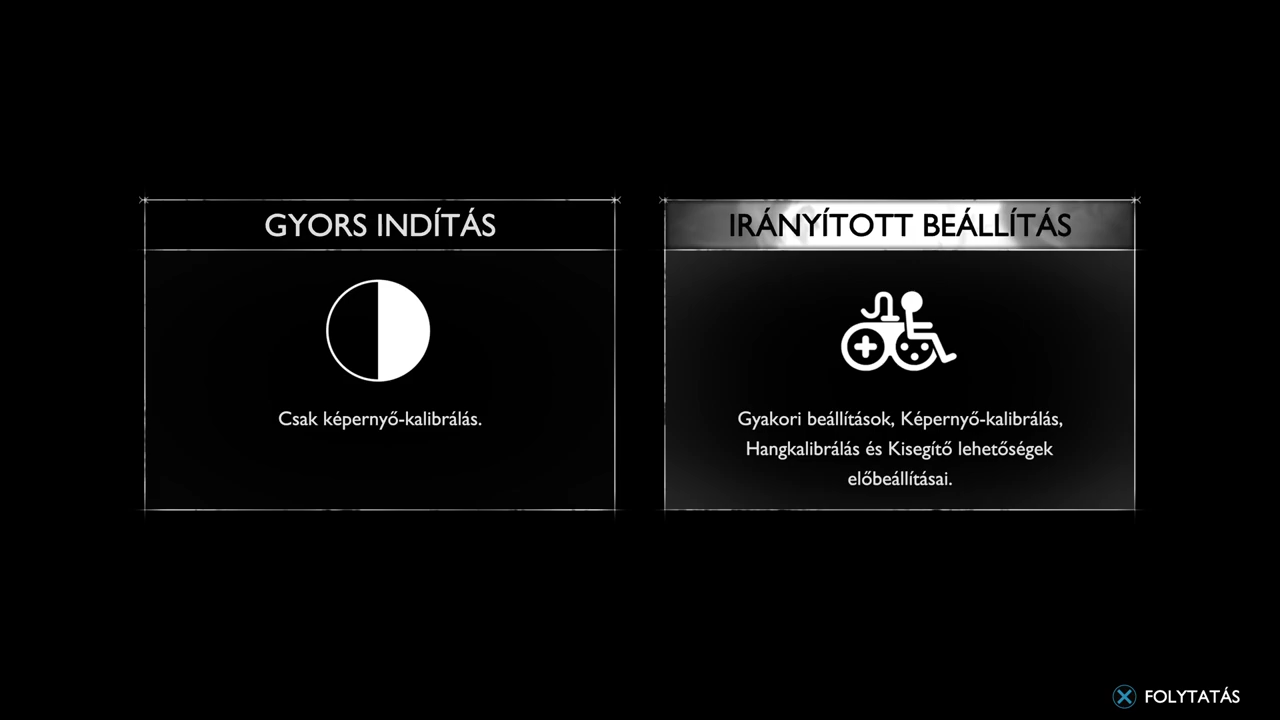 GYORS INDÍTÁS
Csak képernyő-kalibrálás.
IRÁNYÍTOTT BEÁLLÍTÁS
Gyakori beállítások, Képernyő-kalibrálás,
Hangkalibrálás és Kisegítő lehetőségek
előbeállításai.
FOLYTATÁS